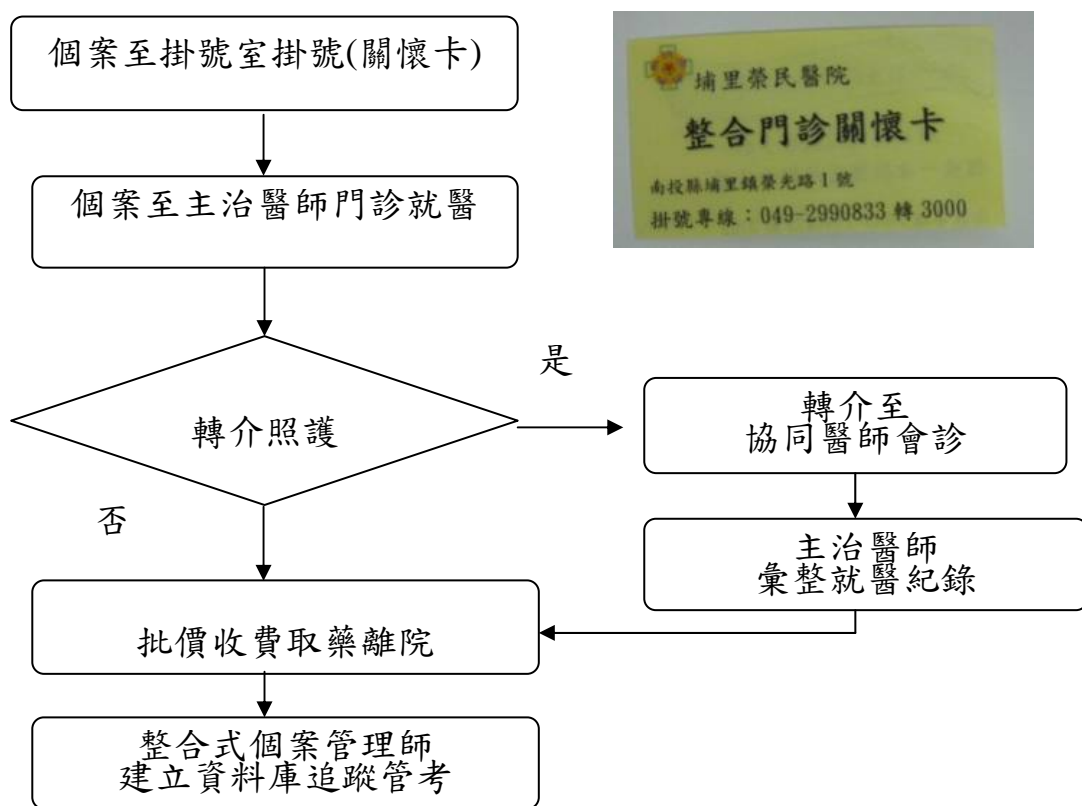 個案至掛號室掛號(關懷卡)
埔里榮民醫院
整合門診關懷卡
南投縣埔里鎮榮光路1號
掛號專線：049-2990833 轉 3000
個案至主治醫師門診就醫
轉介照護
是
轉介至
協同醫師會診
否
主治醫師
彙整就醫紀錄
批價收費取藥離院
整合式個案管理師
建立資料庫追蹤管考